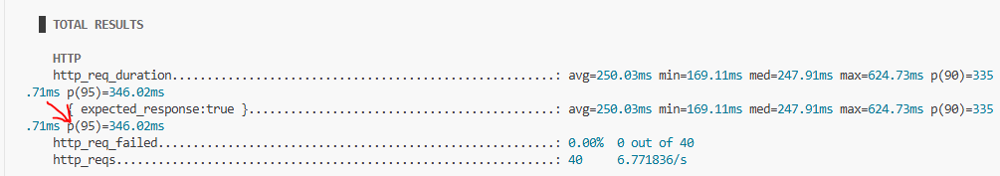 TOTAL RESULTS
HTTP
http_req_duration.......................................................: avg=250.03ms min=169.11ms med=247.91ms max=624.73ms p(90)=335
.71ms p(95)=346.02ms
{ expected_response:true }............................................: avg=250.03ms min=169.11ms med=247.91ms max=624.73ms p(90)=335
.71ms p(95)=346.02ms
http_req_failed.........................................................: 0.00% 0 out of 40
http_reqs...............................................................: 40 6.771836/s